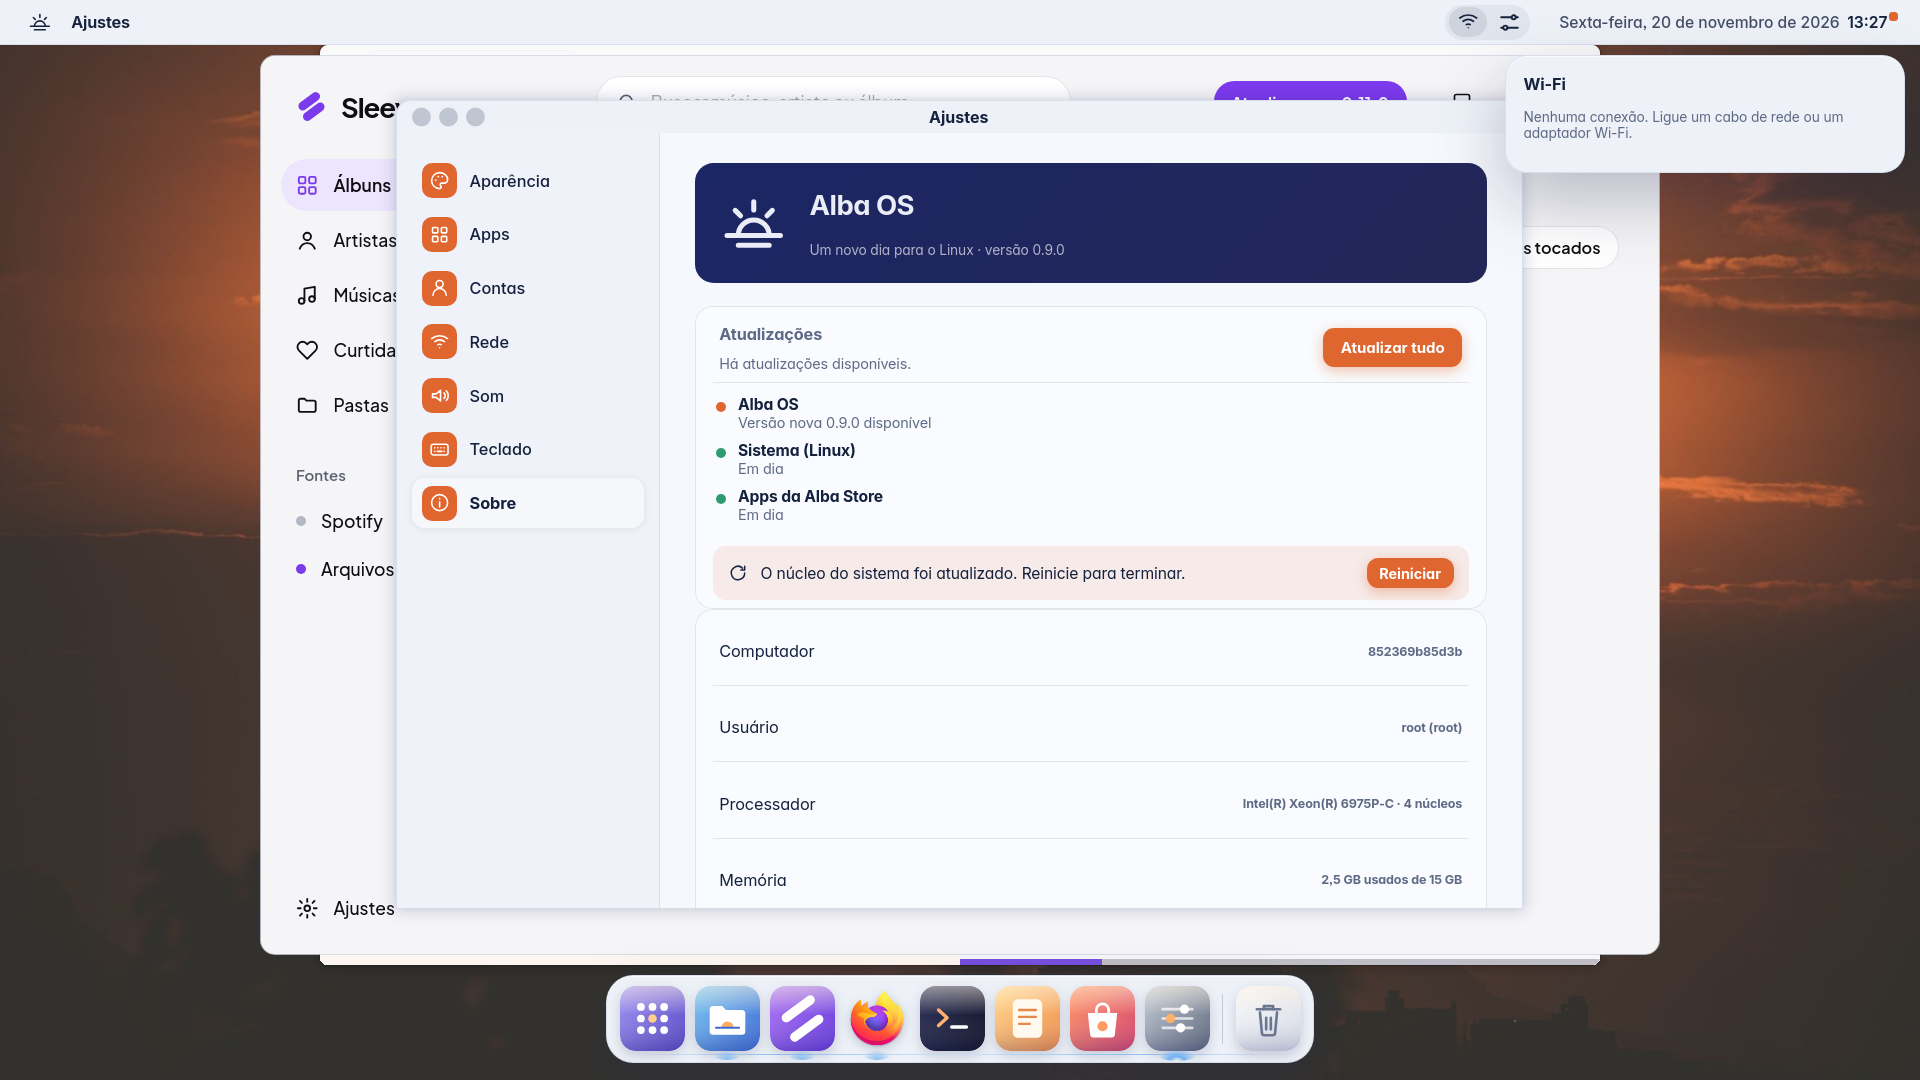 Ajustes
Sexta-feira, 20 de novembro de 2026 13:27
Wi-Fi
Nenhuma conexão. Ligue um cabo de rede ou um
adaptador Wi-Fi.
Álbuns
Artistas
Músicas
Pastas
Fontes
Spotify
Arquivos
Ajustes
s tocados
Ajustes
Aparência
Apps
Contas
Rede
Som
Teclado
Sobre
Alba OS
Um novo dia para o Linux · versão 0.9.0
Atualizações
Há atualizações disponíveis.
Atualizar tudo
Alba OS
Versão nova 0.9.0 disponível
Sistema (Linux)
Em dia
Apps da Alba Store
Em dia
O núcleo do sistema foi atualizado. Reinicie para terminar.
Reiniciar
Computador
852369b85d3b
Usuário
root (root)
Processador
Intel(R) Xeon(R) 6975P-C · 4 núcleos
Memória
2,5 GB usados de 15 GB